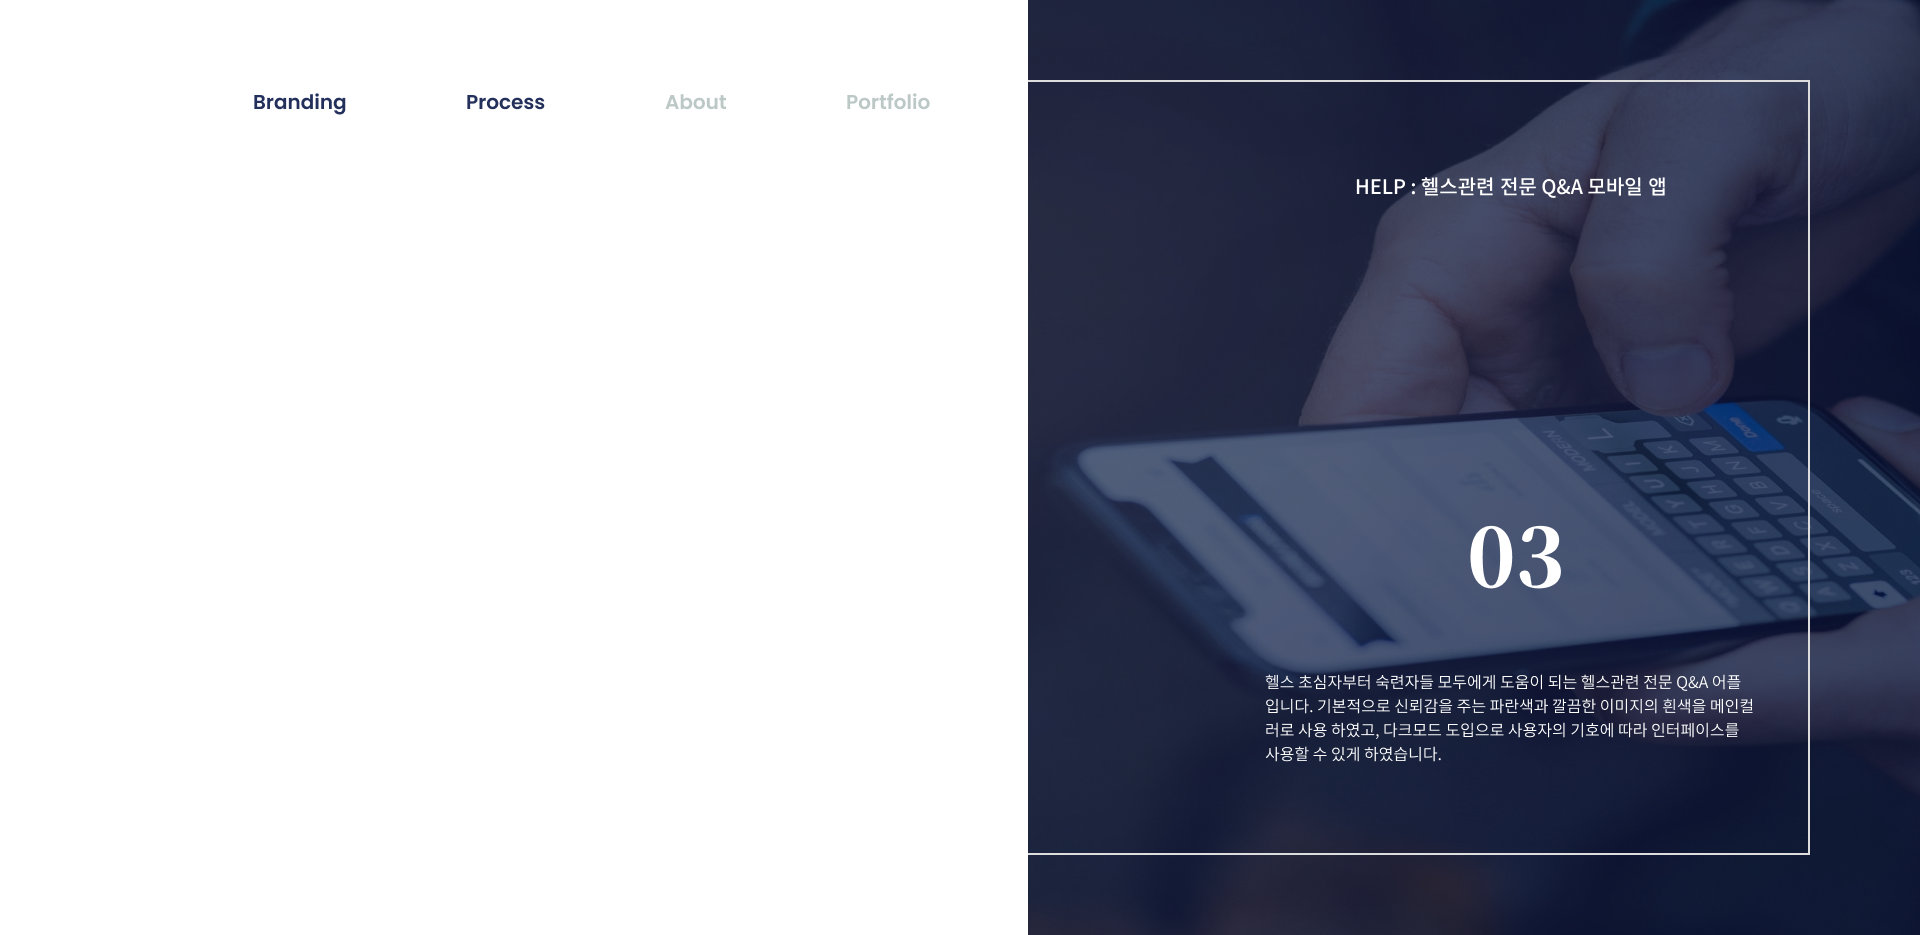 Branding Process About Portfolio
HELP : 헬스관련 전문 Q&A 모바일 앱
03
헬스 초심자부터 숙련자들 모두에게 도움이 되는 헬스관련 전문 Q&A 어플
입니다. 기본적으로 신뢰감을 주는 파란색과 깔끔한 이미지의 흰색을 메인컬
러로 사용 하였고, 다크모드 도입으로 사용자의 기호에 따라 인터페이스를
사용할 수 있게 하였습니다.